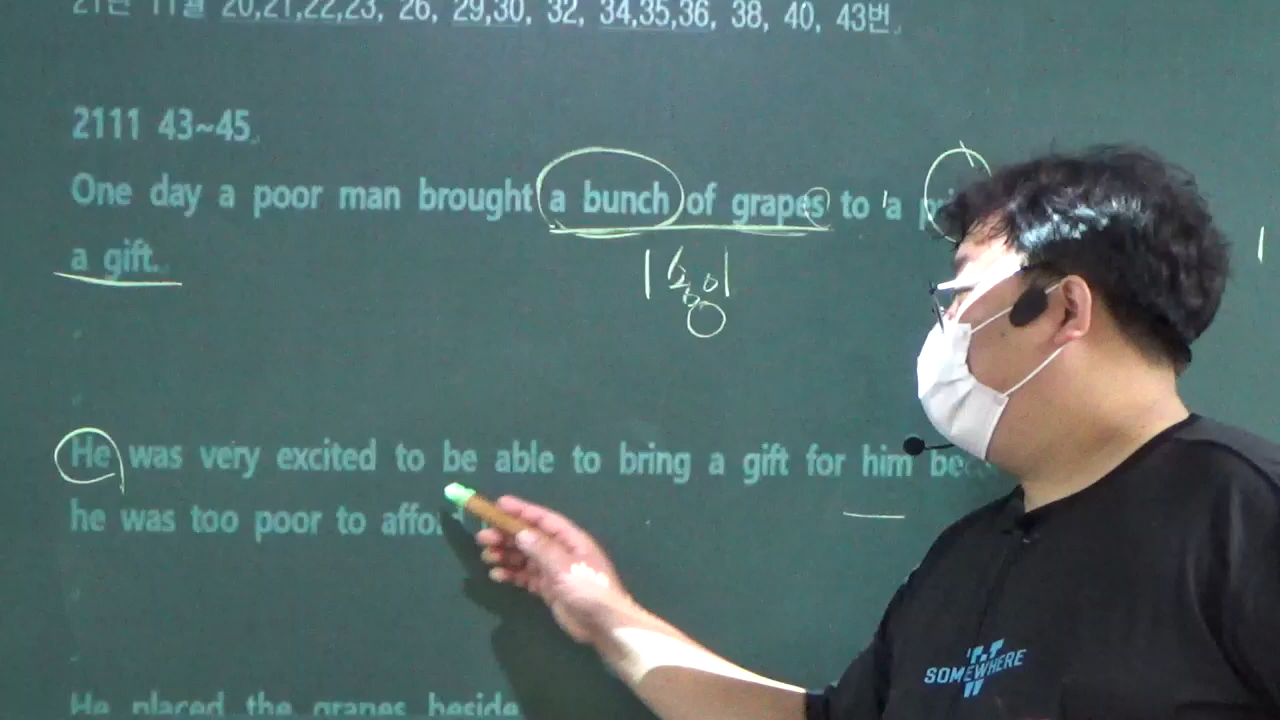 21년 11월 20,21,22,23, 26, 29,30, 32, 34,35,36, 38, 40, 43번
2111 43~45
One day a poor man brought a bunch of grapes to a
a gift.
1송이
He was very excited to be able to bring a gift for him
he was too poor to
He placed the grapes beside
SOMEWHERE